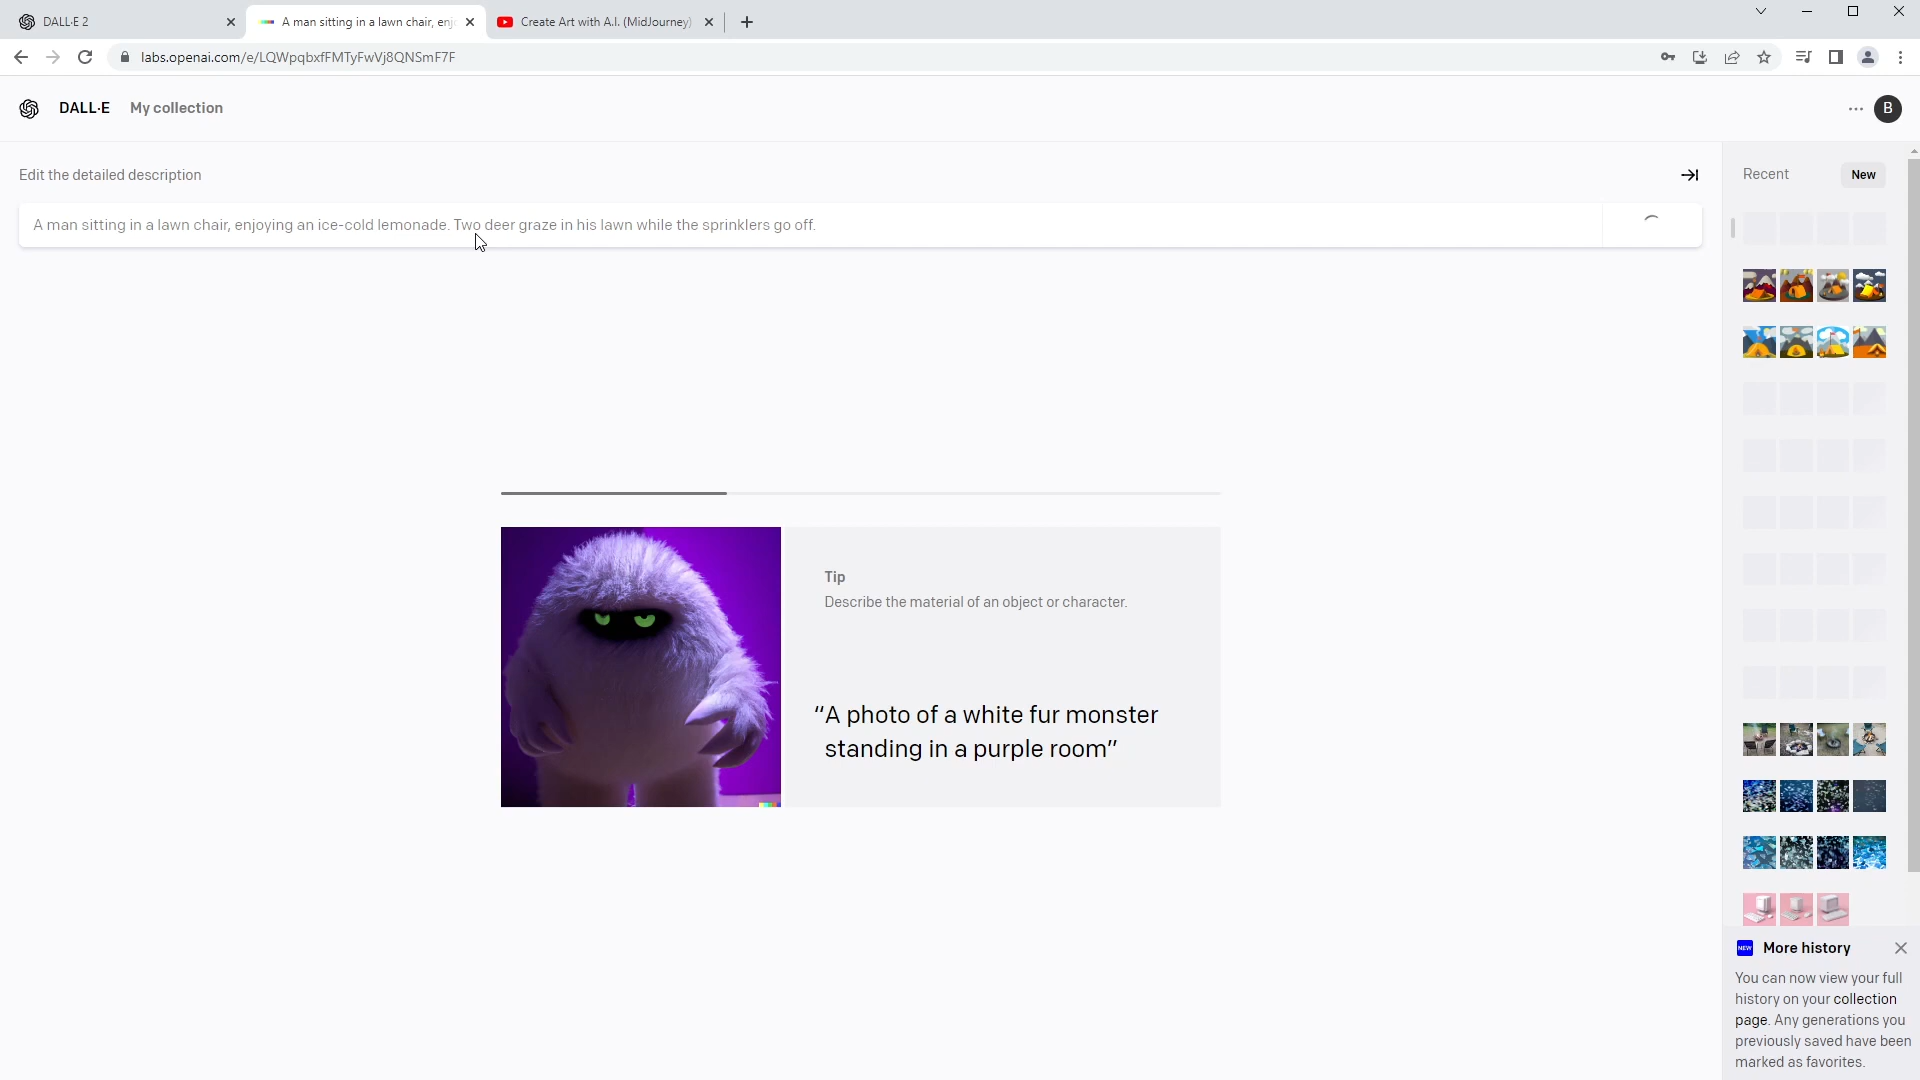 DALL·E 2
A man sitting in a lawn chair, enj
Create Art with A.I. (MidJourney)
labs.openai.com/e/LQWpqbxfFMTyFwVj8QNSmF7F
DALL·E My collection
B
Edit the detailed description
Recent New
A man sitting in a lawn chair, enjoying an ice-cold lemonade. Two deer graze in his lawn while the sprinklers go off.
Tip
Describe the material of an object or character.
“A photo of a white fur monster
standing in a purple room”
NEW More history
You can now view your full
history on your collection
page. Any generations you
previously saved have been
marked as favorites.